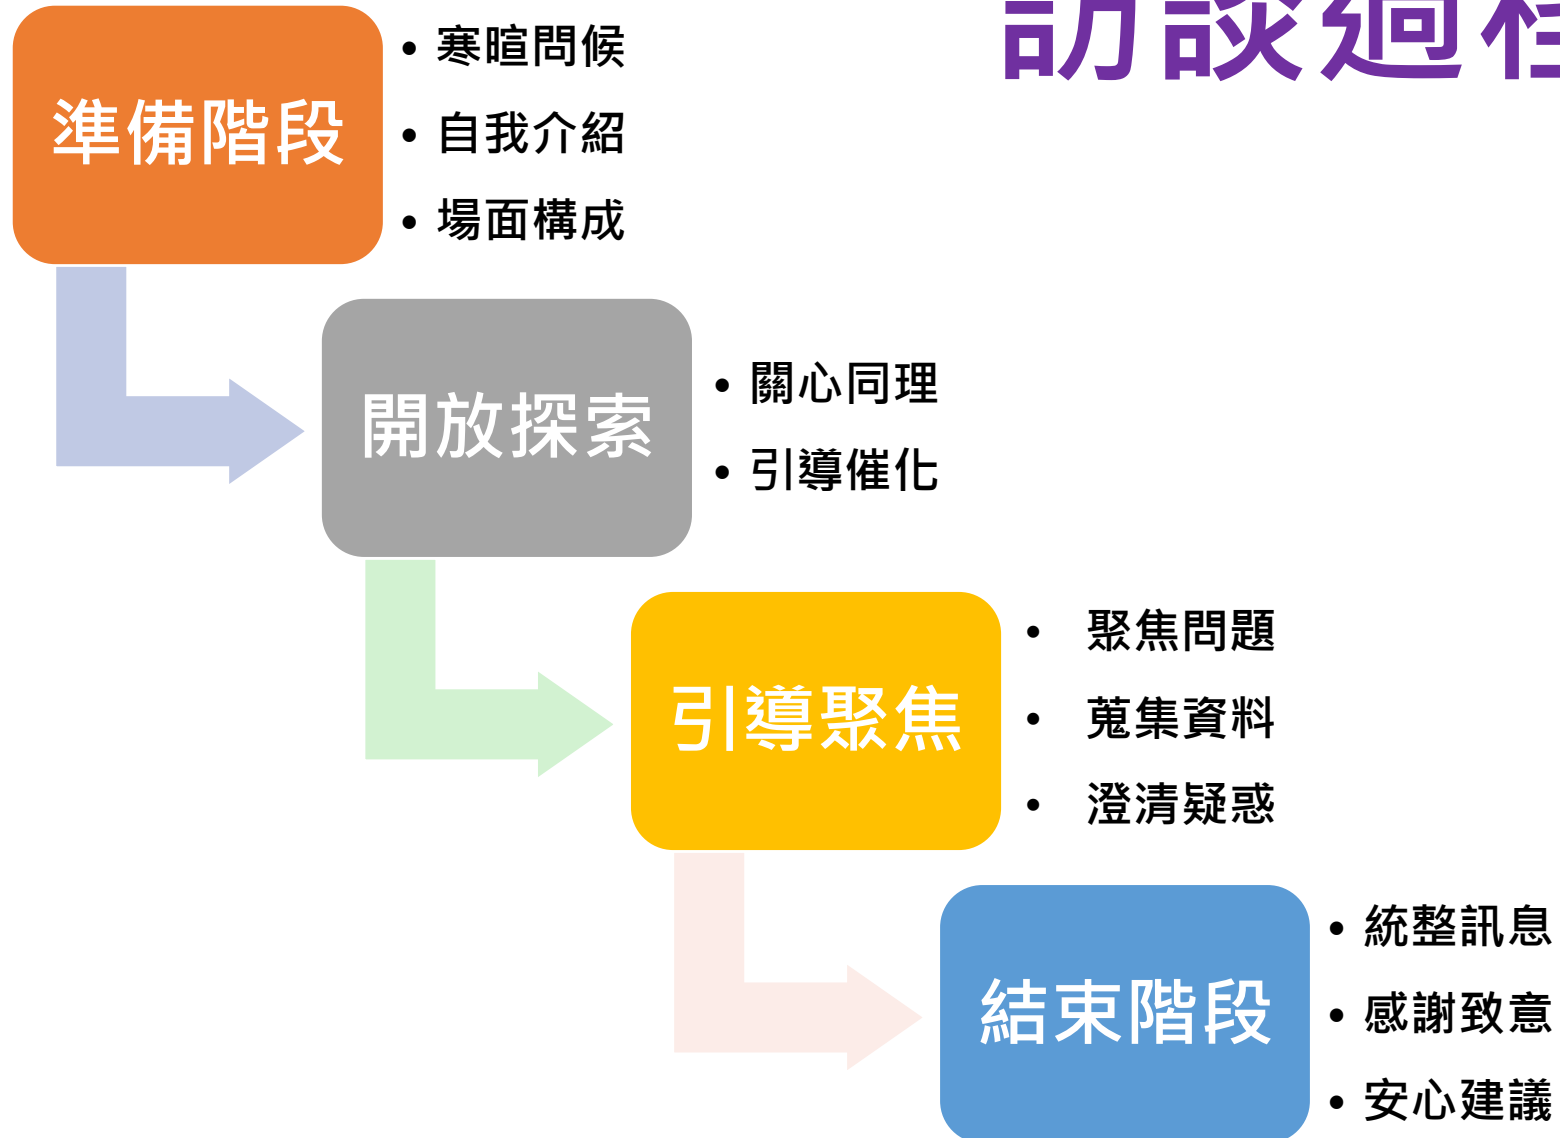 訪談過程
準備階段
• 寒暄問候
• 自我介紹
• 場面構成
開放探索
• 關心同理
• 引導催化
引導聚焦
• 聚焦問題
• 蒐集資料
• 澄清疑惑
結束階段
• 統整訊息
• 感謝致意
• 安心建議